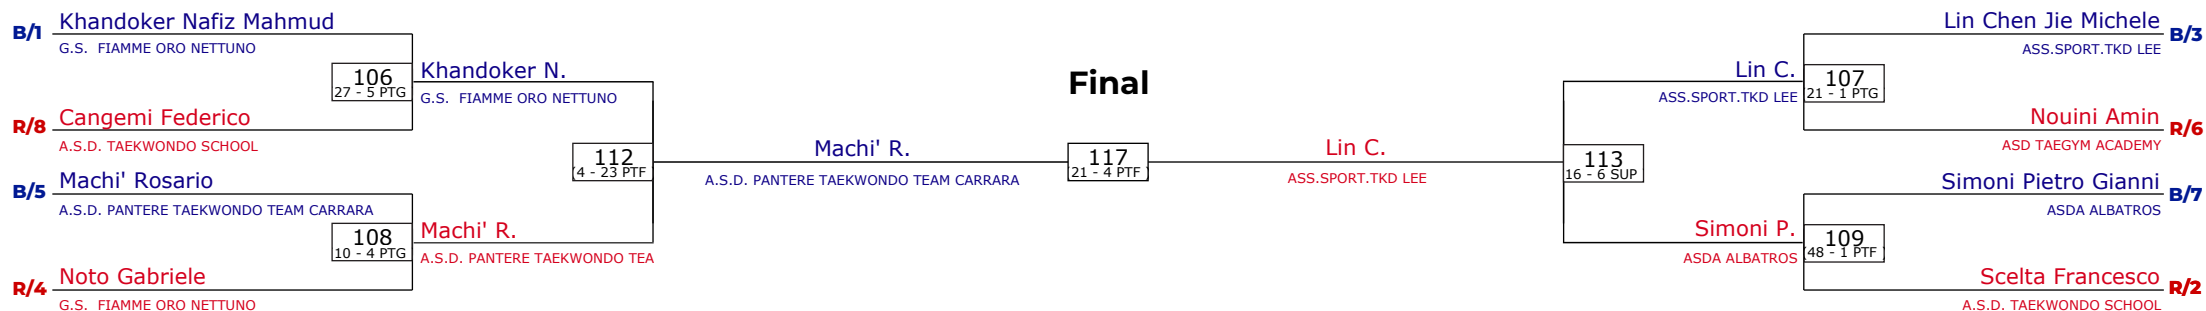 B/1 Khandoker Nafiz Mahmud
G.S. FIAMME ORO NETTUNO
106
27 - 5 PTG
R/8 Cangemi Federico
A.S.D. TAEKWONDO SCHOOL
Khandoker N.
G.S. FIAMME ORO NETTUNO
B/5 Machi' Rosario
A.S.D. PANTERE TAEKWONDO TEAM CARRARA
108
10 - 4 PTG
R/4 Noto Gabriele
G.S. FIAMME ORO NETTUNO
Machi' R.
A.S.D. PANTERE TAEKWONDO TEA
112
(4 - 23 PTF
Machi' R.
A.S.D. PANTERE TAEKWONDO TEAM CARRARA
Final
117
(21 - 4 PTF )
Lin C.
ASS.SPORT.TKD LEE
113
16 - 6 SUP
Lin C.
ASS.SPORT.TKD LEE
Simoni P.
ASDA ALBATROS
Lin Chen Jie Michele B/3
ASS.SPORT.TKD LEE
107
21 - 1 PTG
Nouini Amin R/6
ASD TAEGYM ACADEMY
Simoni Pietro Gianni B/7
ASDA ALBATROS
109
(48 - 1 PTF )
Scelta Francesco R/2
A.S.D. TAEKWONDO SCHOOL